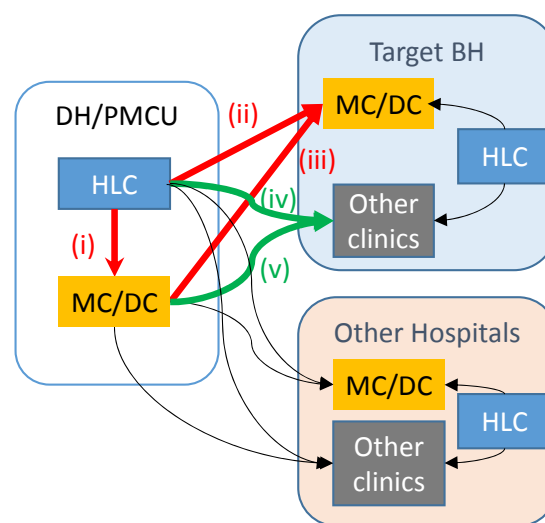 Target BH
MC/DC
HLC
Other
clinics
DH/PMCU
HLC
MC/DC
(i)
(ii)
(iii)
(iv)
(v)
Other Hospitals
MC/DC
HLC
Other
clinics